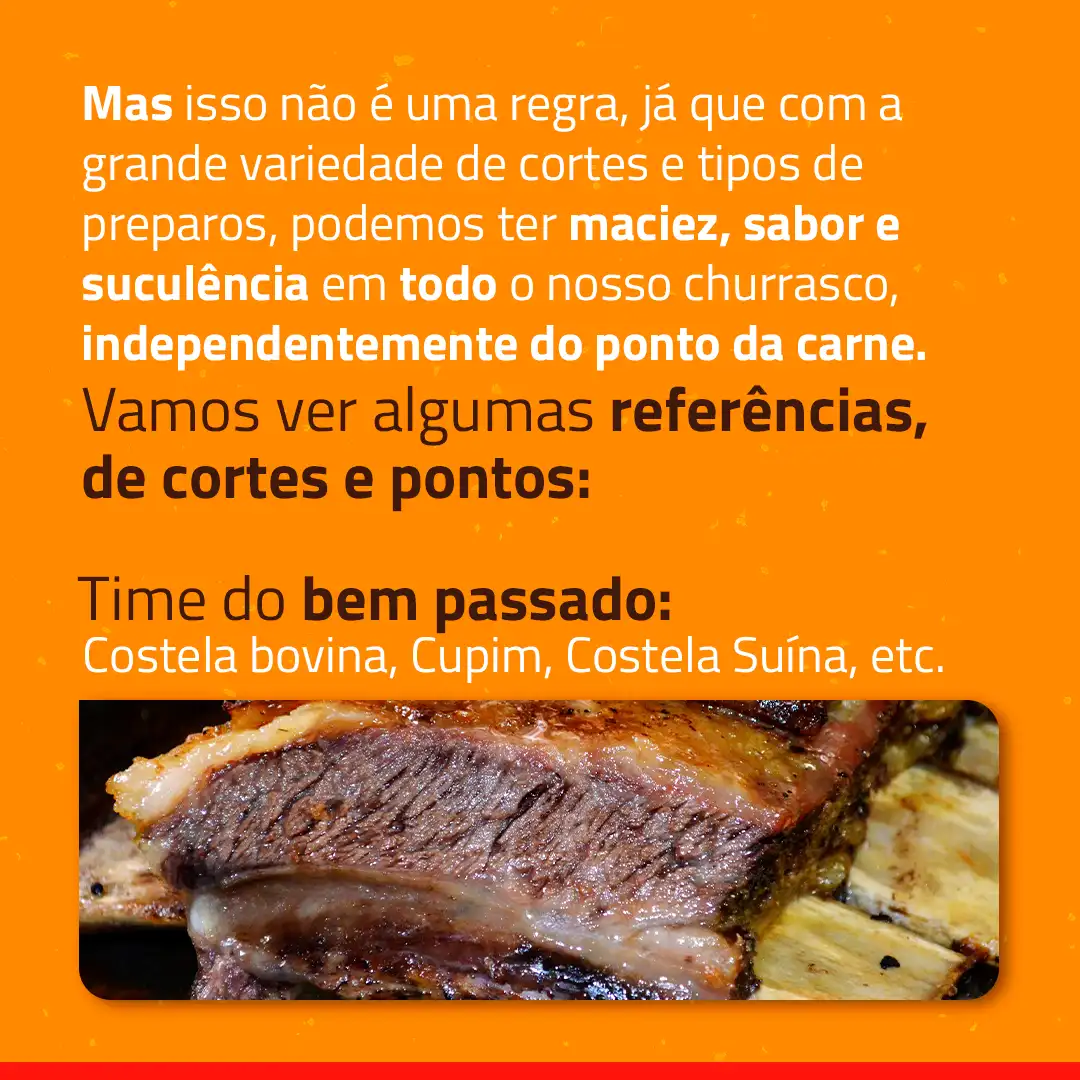 Mas isso não é uma regra, já que com a
grande variedade de cortes e tipos de
preparos, podemos ter maciez, sabor e
suculência em todo o nosso churrasco,
independentemente do ponto da carne.
Vamos ver algumas referências,
de cortes e pontos:
Time do bem passado:
Costela bovina, Cupim, Costela Suína, etc.